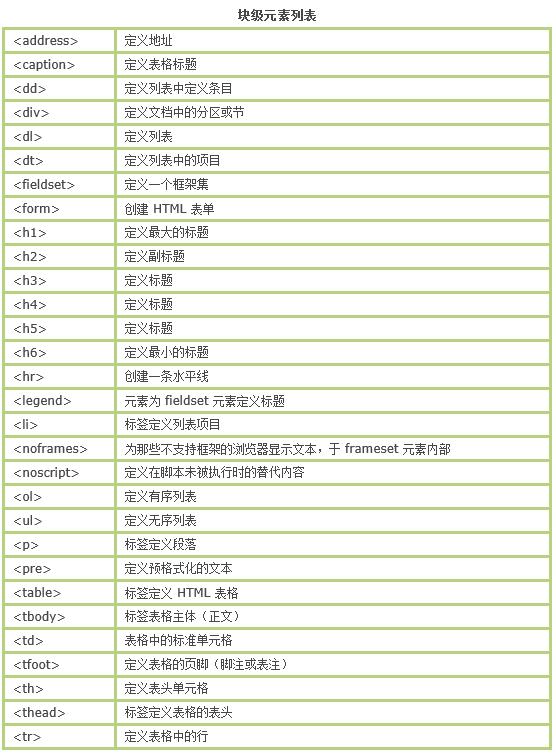 块级元素列表
<address> 定义地址
<caption> 定义表格标题
<dd> 定义列表中定义条目
<div> 定义文档中的分区或节
<dl> 定义列表
<dt> 定义列表中的项目
<fieldset> 定义一个框架集
<form> 创建 HTML 表单
<h1> 定义最大的标题
<h2> 定义副标题
<h3> 定义标题
<h4> 定义标题
<h5> 定义标题
<h6> 定义最小的标题
<hr> 创建一条水平线
<legend> 元素为 fieldset 元素定义标题
<li> 标签定义列表项目
<noframes> 为那些不支持框架的浏览器显示文本，于 frameset 元素内部
<noscript> 定义在脚本未被执行时的替代内容
<ol> 定义有序列表
<ul> 定义无序列表
<p> 标签定义段落
<pre> 定义预格式化的文本
<table> 标签定义 HTML 表格
<tbody> 标签表格主体（正文）
<td> 表格中的标准单元格
<tfoot> 定义表格的页脚（脚注或表注）
<th> 定义表头单元格
<thead> 标签定义表格的表头
<tr> 定义表格中的行